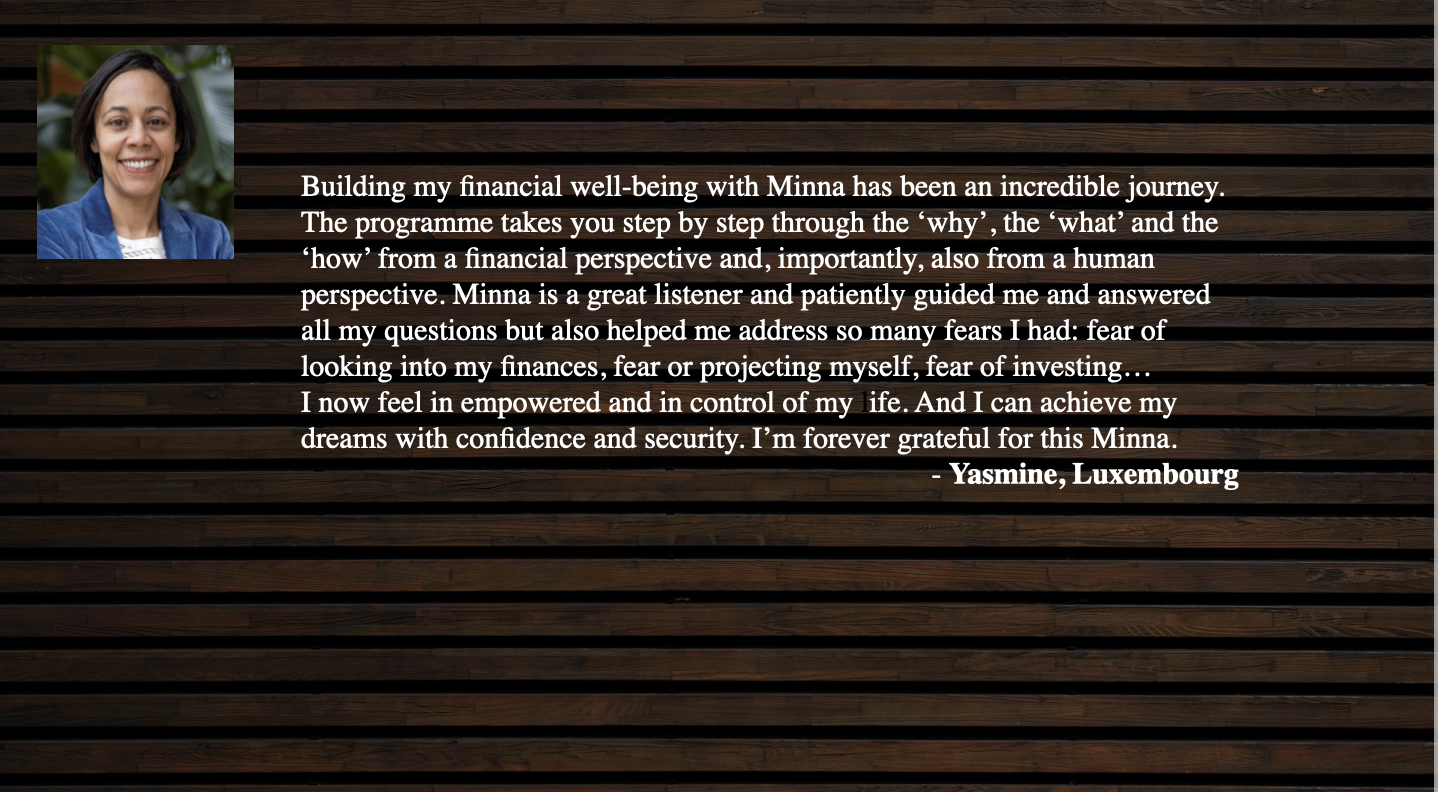 Building my financial well-being with Minna has been an incredible journey.
The programme takes you step by step through the ‘why’, the ‘what’ and the
‘how’ from a financial perspective and, importantly, also from a human
perspective. Minna is a great listener and patiently guided me and answered
all my questions but also helped me address so many fears I had: fear of
looking into my finances, fear or projecting myself, fear of investing…
I now feel in empowered and in control of my life. And I can achieve my
dreams with confidence and security. I’m forever grateful for this Minna.
- Yasmine, Luxembourg